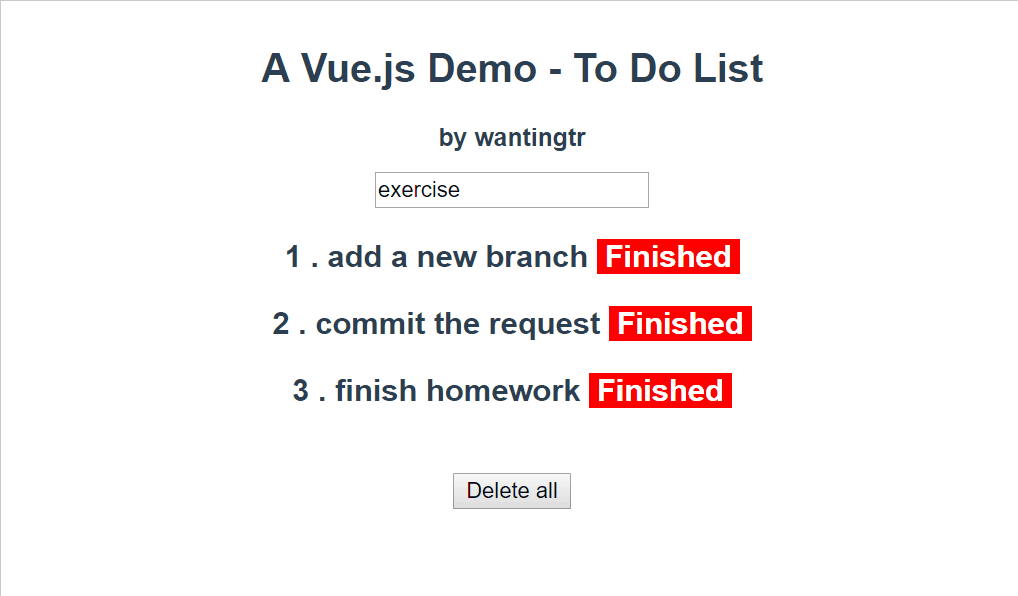 A Vue.js Demo - To Do List
by wantingtr
exercise
1 . add a new branch Finished
2 . commit the request Finished
3 . finish homework Finished
Delete all